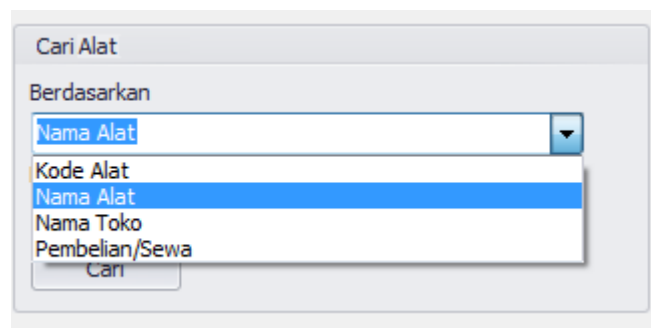 Cari Alat
Berdasarkan
Nama Alat
Kode Alat
Nama Alat
Nama Toko
Pembelian/Sewa
Cari